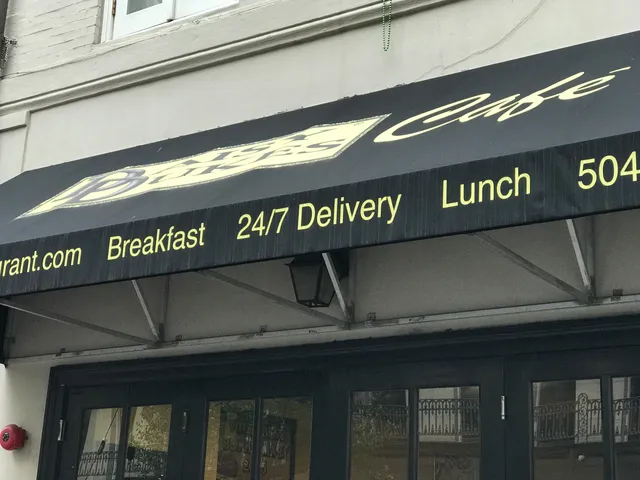 Café
urant.com Breakfast 24/7 Delivery Lunch 504